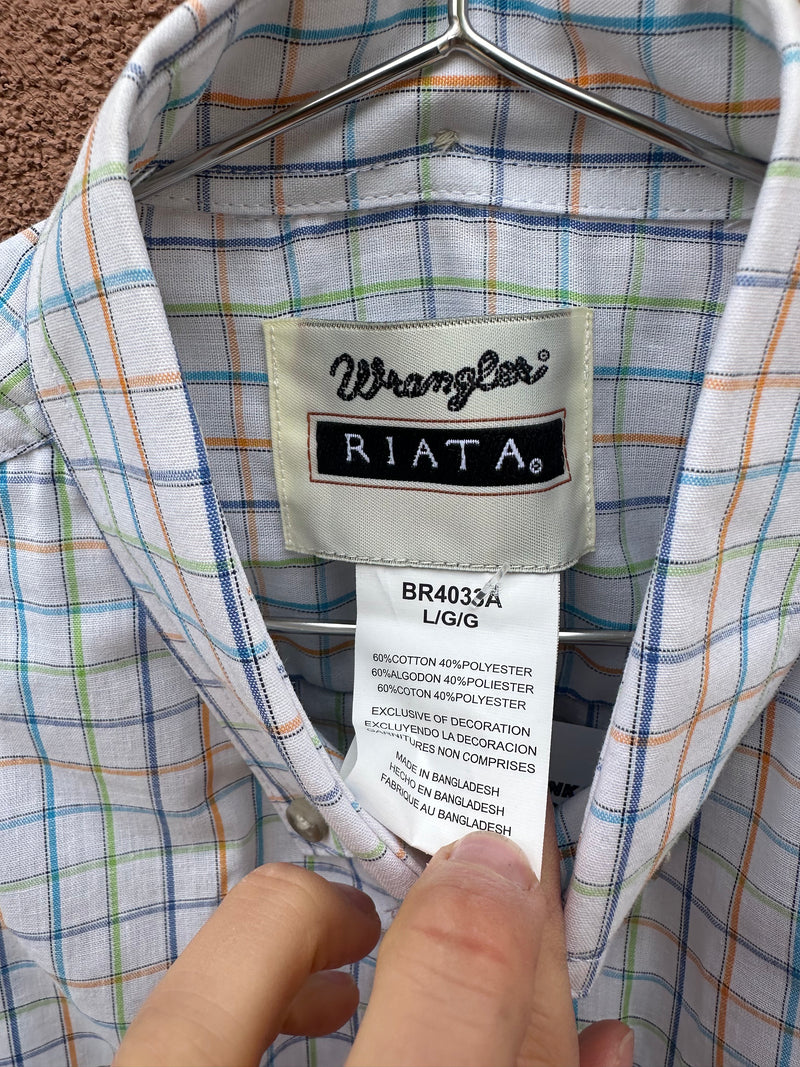 Wrangler®
RIATA®
BR4033A
L/G/G
60%COTTON 40%POLYESTER
60%ALGODON 40%POLIESTER
60%COTON 40%POLYESTER
EXCLUSIVE OF DECORATION
EXCLUYENDO LA DECORACION
GARNITURES NON COMPRISES
MADE IN BANGLADESH
HECHO EN BANGLADESH
FABRIQUE AU BANGLADESH